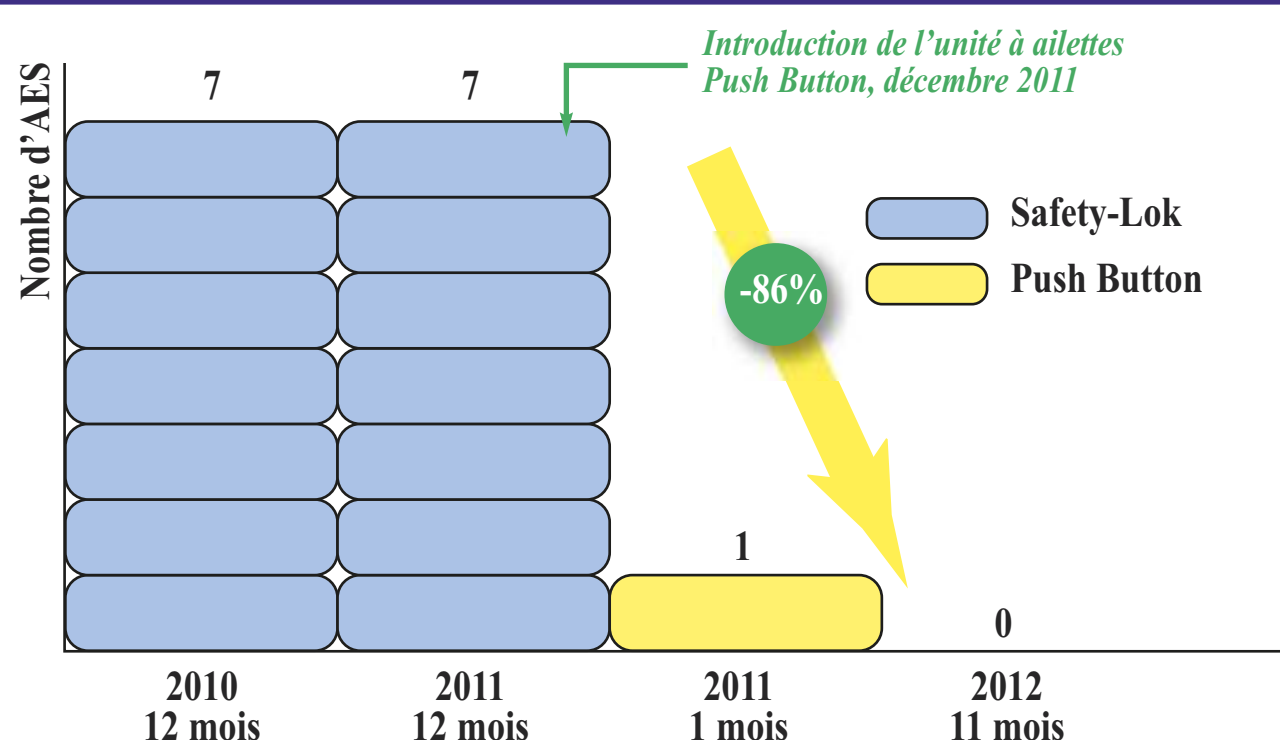 Introduction de l’unité à ailettes
Push Button, décembre 2011
Nombre d’AES
7
7
Safety-Lok
Push Button
-86%
1
0
2010
12 mois
2011
12 mois
2011
1 mois
2012
11 mois